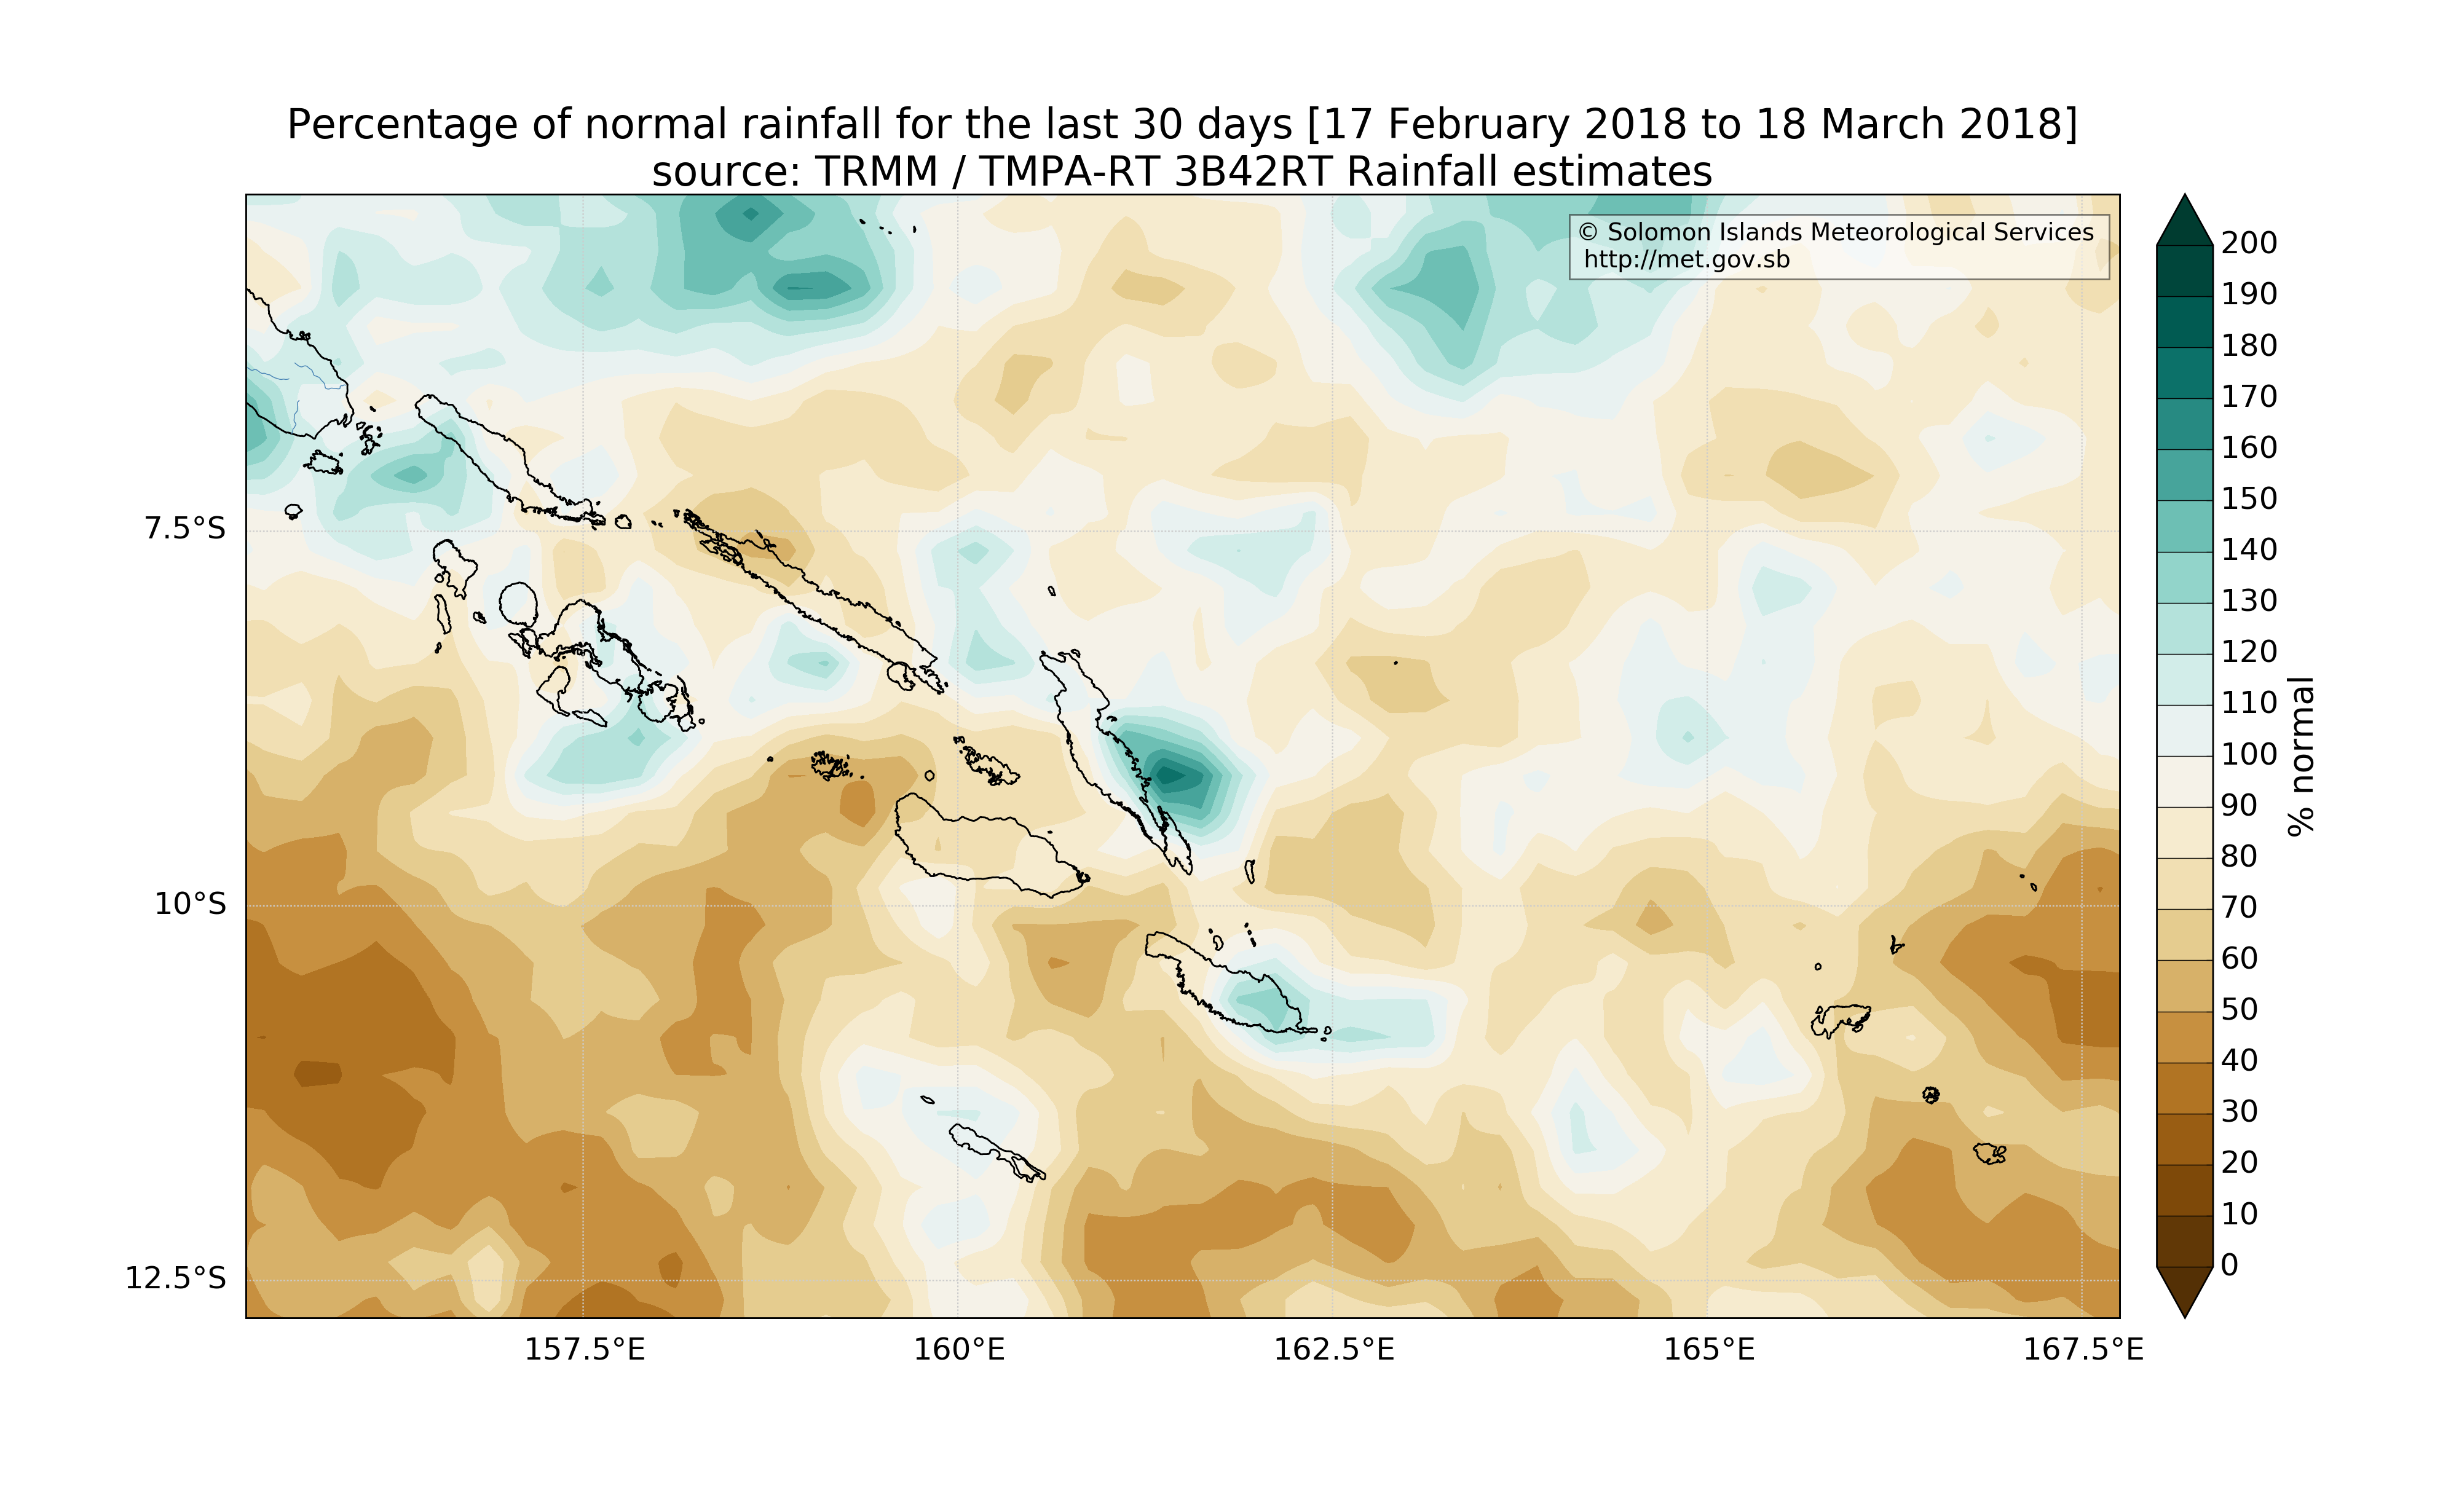 Percentage of normal rainfall for the last 30 days [17 February 2018 to 18 March 2018]
source: TRMM / TMPA-RT 3B42RT Rainfall estimates
© Solomon Islands Meteorological Services
http://met.gov.sb
7.5°S
10°S
12.5°S
157.5°E
160°E
162.5°E
165°E
167.5°E
200
190
180
170
160
150
140
130
120
110
100
90
80
70
60
50
40
30
20
10
0
% normal